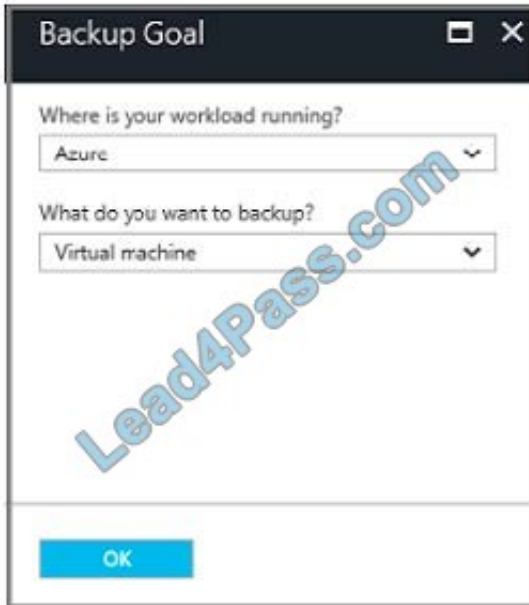 Backup Goal
Where is your workload running?
Azure
What do you want to backup?
Virtual machine
Lead4Pass.com
OK